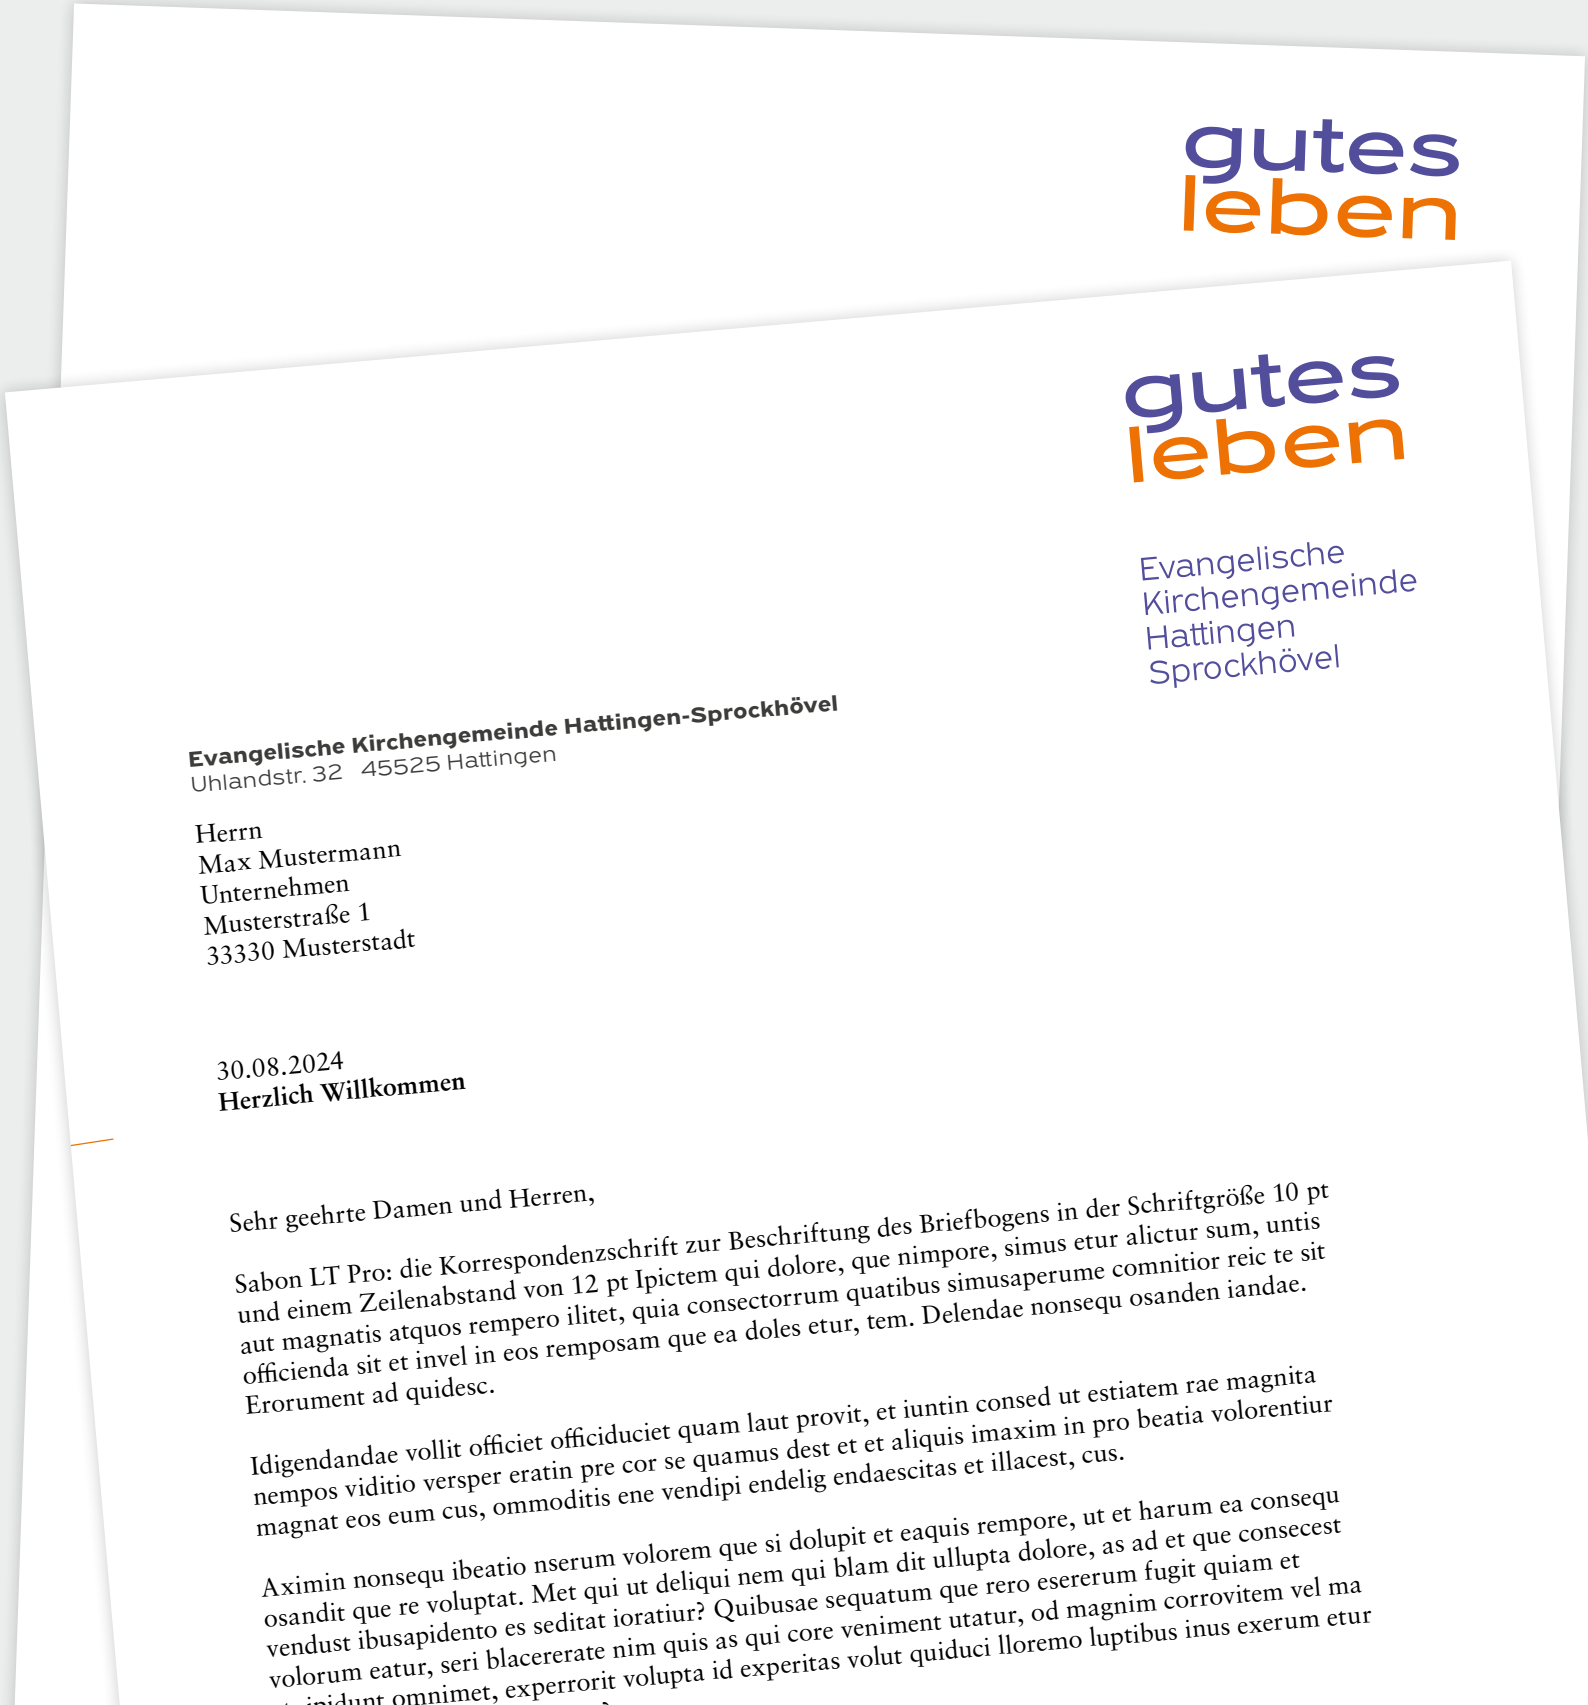 gutes
leben
gutes
leben
Evangelische
Kirchengemeinde
Hattingen
Sprockhövel
Evangelische Kirchengemeinde Hattingen-Sprockhövel
Uhlandstr. 32 45525 Hattingen
Herrn
Max Mustermann
Unternehmen
Musterstraße 1
33330 Musterstadt
30.08.2024
Herzlich Willkommen
Sehr geehrte Damen und Herren,
Sabon LT Pro: die Korrespondenzschrift zur Beschriftung des Briefbogens in der Schriftgröße 10 pt
und einem Zeilenabstand von 12 pt Ipictem qui dolore, que nimpore, simus etur alictur sum, untis
aut magnatis atquos rempero ilitet, quia consectorrum quatibus simusaperume comnitior reic te sit
officienda sit et invel in eos remposam que ea doles etur, tem. Delendae nonsequ osanden iandae.
Erorument ad quidesc.
Idigendandae vollit officiet officiduciet quam laut provit, et iuntin consed ut estiatem rae magnita
nempos viditio versper eratin pre cor se quamus dest et et aliquis imaxim in pro beatia volorentiur
magnat eos eum cus, ommoditis ene vendipi endelig endaescitas et illacest, cus.
Aximin nonsequ ibeatio nserum volorem que si dolupit et eaquis rempore, ut et harum ea consequ
osandit que re voluptat. Met qui ut deliqui nem qui blam dit ullupta dolore, as ad et que consecest
vendust ibusapidento es seditat ioratiur? Quibusae sequatum que rero esererum fugit quiam et
volorum eatur, seri blacererate nim quis as qui core veniment utatur, od magnim corrovitem vel ma
omnimet, experrorit volupta id experitas volut quiduci lloremo luptibus inus exerum etur